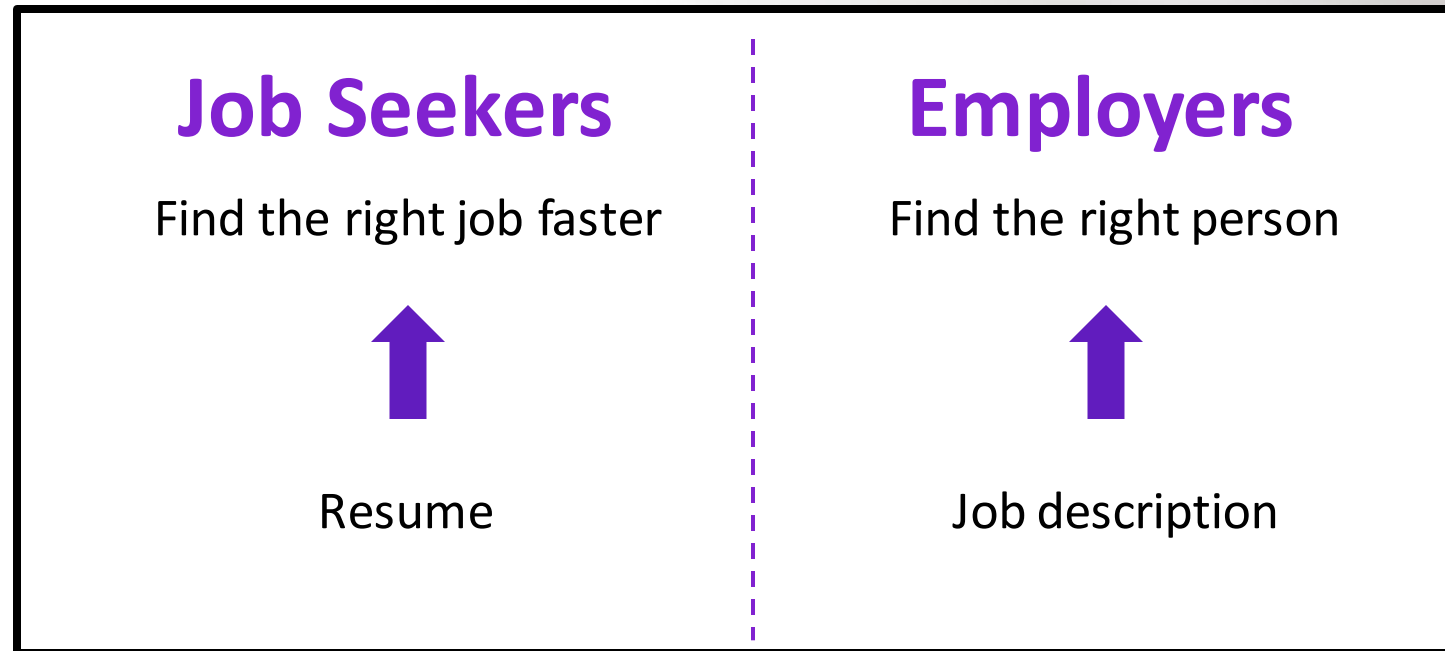 Job Seekers
Find the right job faster
Resume
Employers
Find the right person
Job description